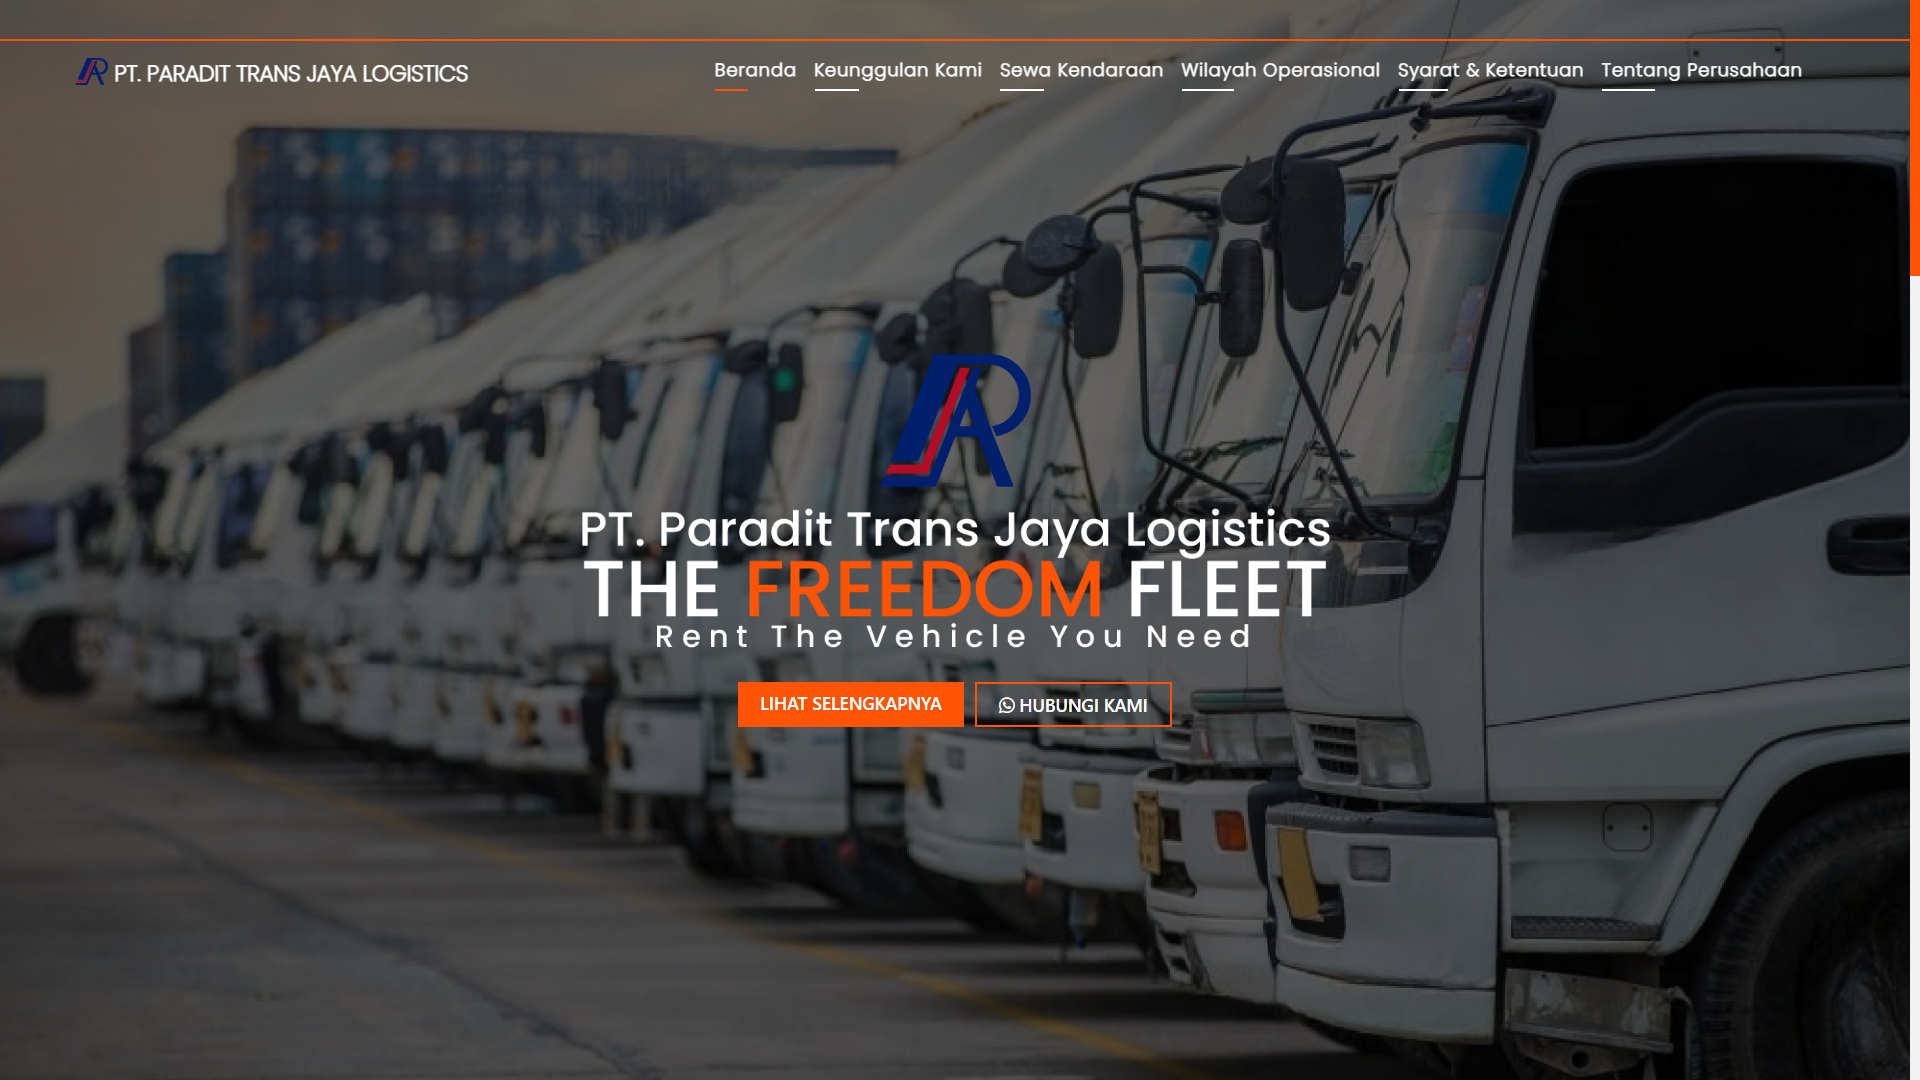 PT. PARADIT TRANS JAYA LOGISTICS
Beranda Keunggulan Kami Sewa Kendaraan Wilayah Operasional Syarat & Ketentuan Tentang Perusahaan
PT. Paradit Trans Jaya Logistics
THE FREEDOM FLEET
Rent The Vehicle You Need
LIHAT SELENGKAPNYA HUBUNGI KAMI